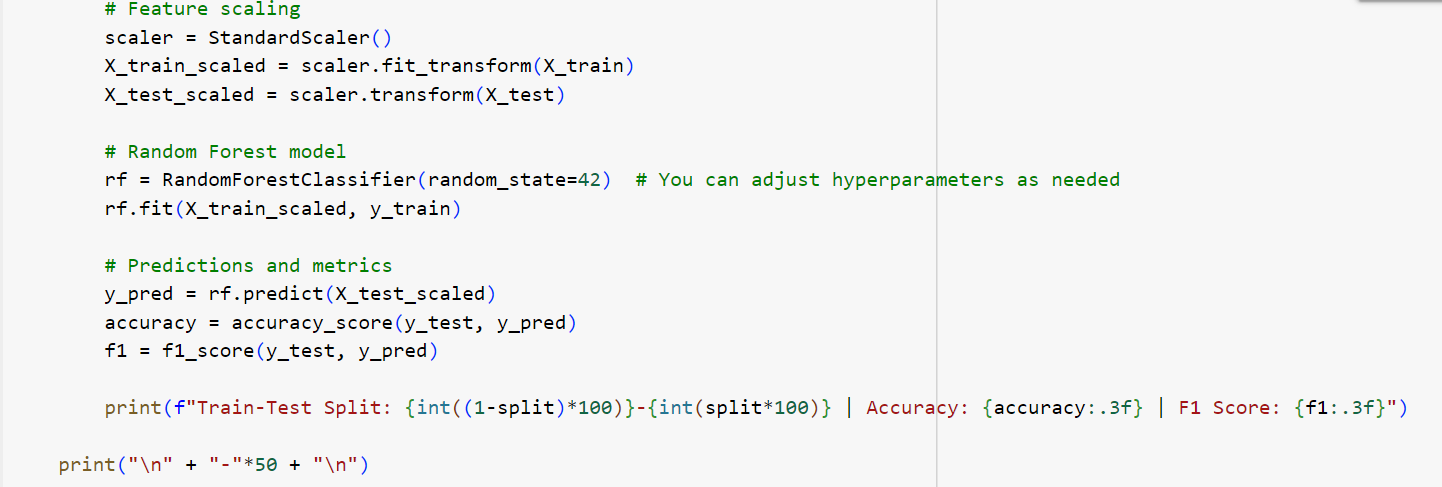 # Feature scaling
scaler = StandardScaler()
X_train_scaled = scaler.fit_transform(X_train)
X_test_scaled = scaler.transform(X_test)
# Random Forest model
rf = RandomForestClassifier(random_state=42)  # You can adjust hyperparameters as needed
rf.fit(X_train_scaled, y_train)
# Predictions and metrics
y_pred = rf.predict(X_test_scaled)
accuracy = accuracy_score(y_test, y_pred)
f1 = f1_score(y_test, y_pred)
print(f"Train-Test Split: {int((1-split)*100)}-{int(split*100)} | Accuracy: {accuracy:.3f} | F1 Score: {f1:.3f}")
print("\n" + "-"*50 + "\n")